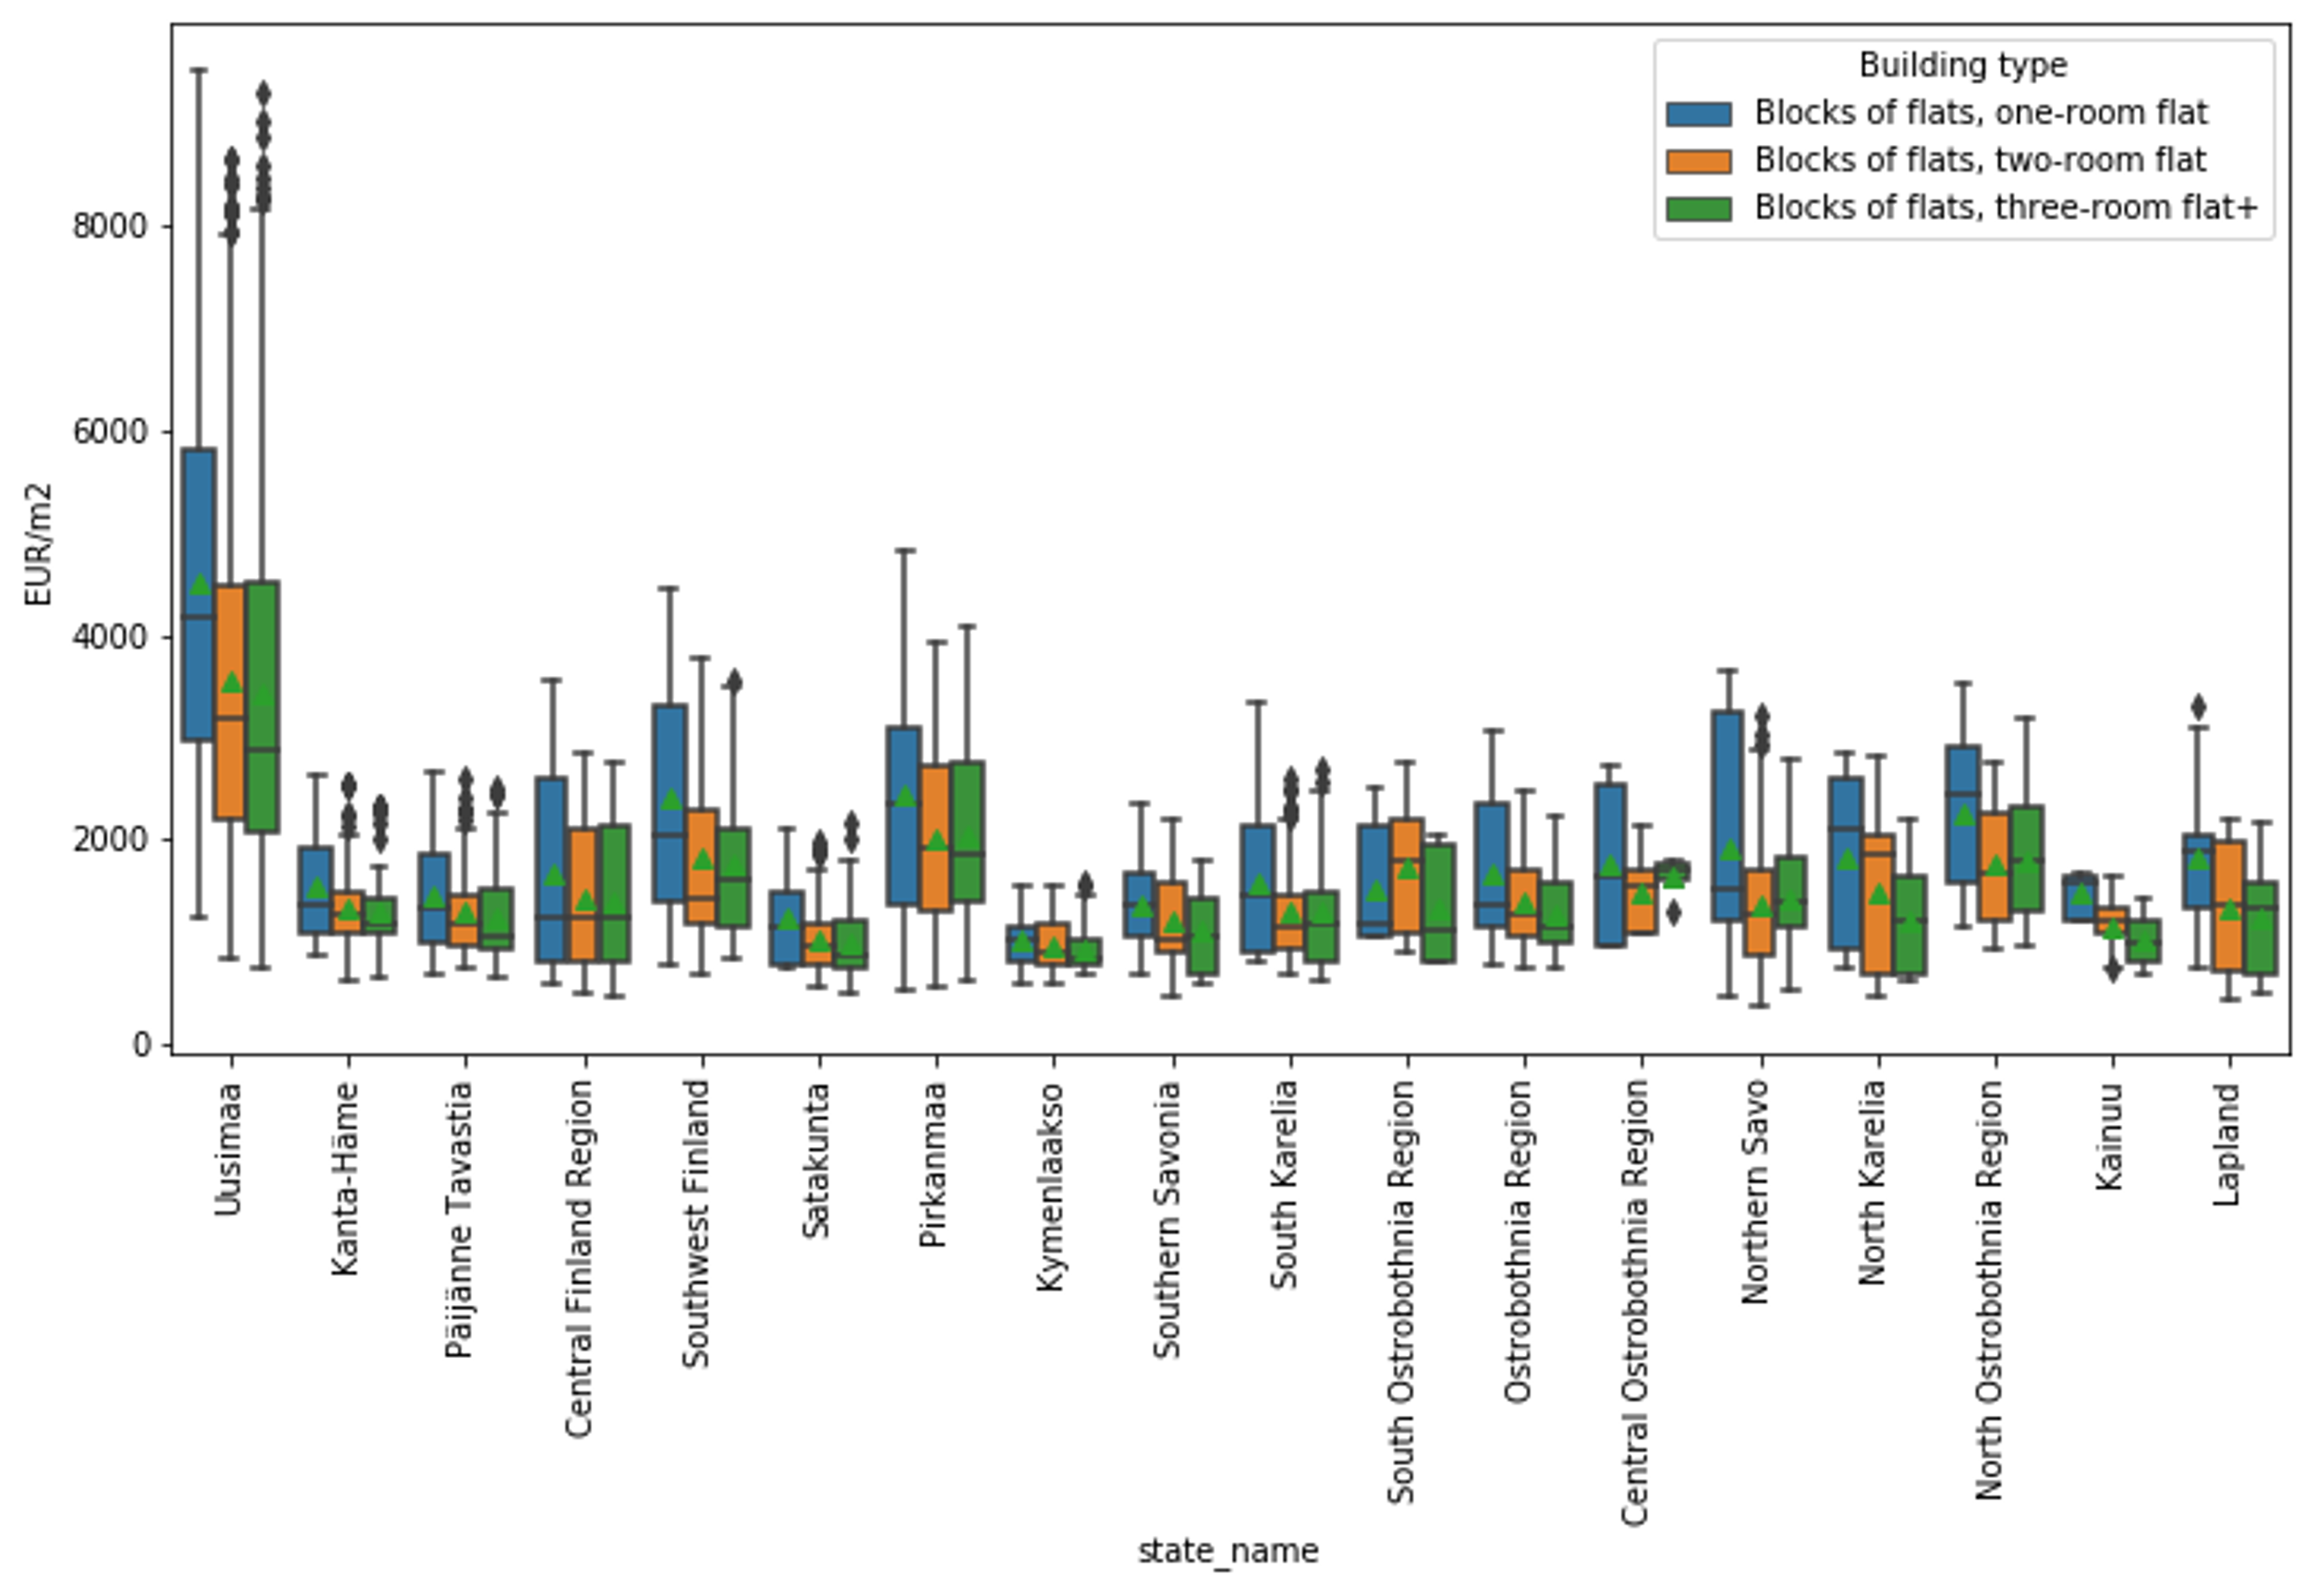 Building type
Blocks of flats, one-room flat
Blocks of flats, two-room flat
Blocks of flats, three-room flat+
8000
6000
4000
2000
0
EUR/m2
Uusimaa
Kanta-Häme
Päijänne Tavastia
Central Finland Region
Southwest Finland
Satakunta
Pirkanmaa
Kymenlaakso
Southern Savonia
South Karelia
South Ostrobothnia Region
Ostrobothnia Region
Central Ostrobothnia Region
Northern Savo
North Karelia
North Ostrobothnia Region
Kainuu
Lapland
state_name